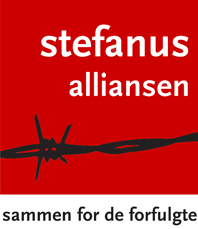 stefanus
alliansen
sammen for de forfulgte